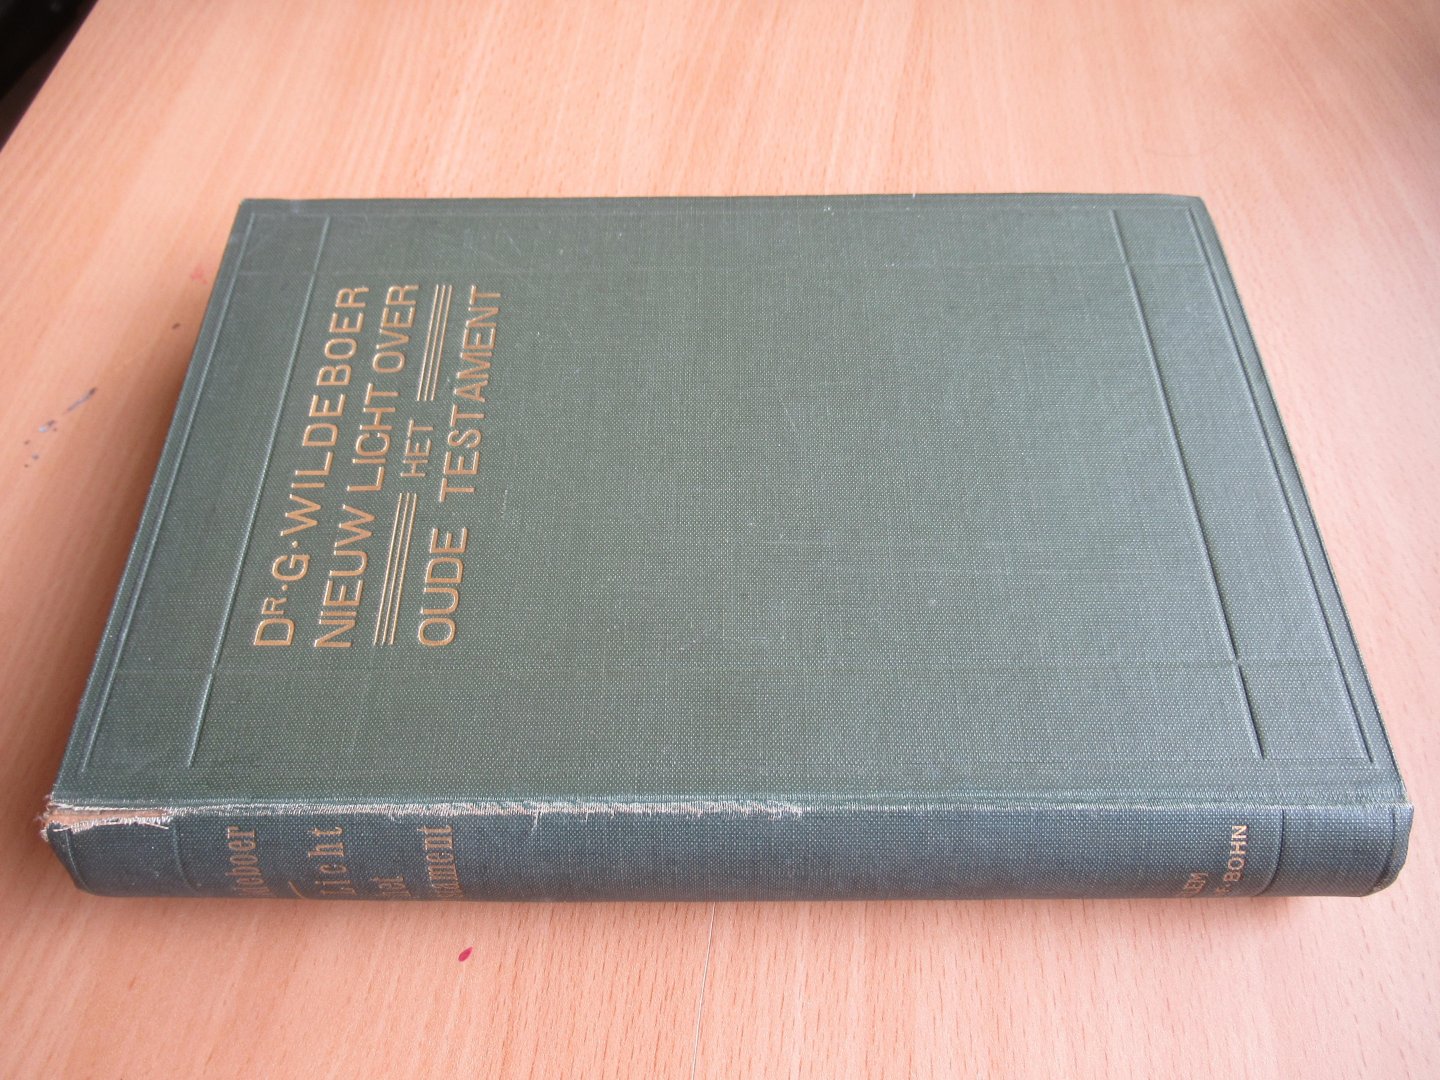 DR. G. WILDEBOER
NIEUW LICHT OVER
HET
OUDE TESTAMENT
BOHN